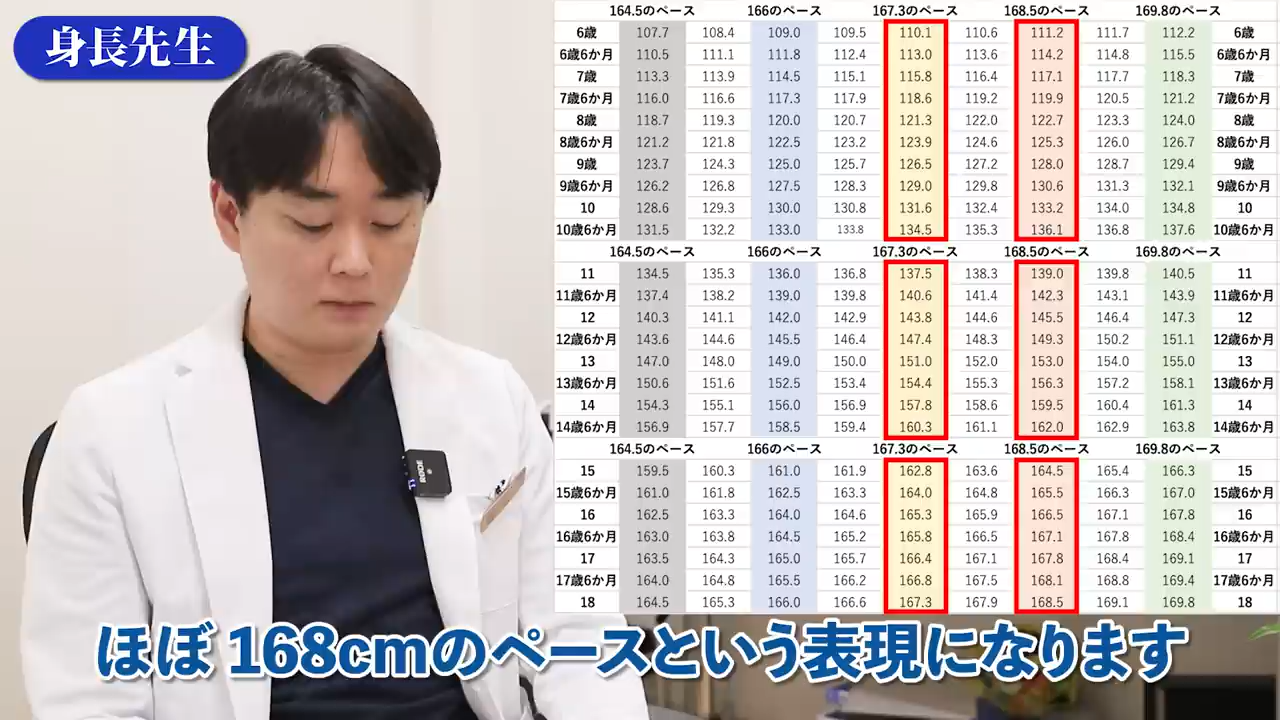 身長先生
164.5のペース 166のペース 167.3のペース 168.5のペース 169.8のペース
6歳 107.7 108.4 109.0 109.5 110.1 110.6 111.2 111.7 112.2 6歳
6歳6か月 110.5 111.1 111.8 112.4 113.0 113.6 114.2 114.8 115.5 6歳6か月
7歳 113.3 113.9 114.5 115.1 115.8 116.4 117.1 117.7 118.3 7歳
7歳6か月 116.0 116.6 117.3 117.9 118.6 119.2 119.9 120.5 121.2 7歳6か月
8歳 118.7 119.3 120.0 120.7 121.3 122.0 122.7 123.3 124.0 8歳
8歳6か月 121.2 121.8 122.5 123.2 123.9 124.6 125.3 126.0 126.7 8歳6か月
9歳 123.7 124.3 125.0 125.7 126.5 127.2 128.0 128.7 129.4 9歳
9歳6か月 126.2 126.8 127.5 128.3 129.0 129.8 130.6 131.3 132.1 9歳6か月
10 128.6 129.3 130.0 130.8 131.6 132.4 133.2 134.0 134.8 10
10歳6か月 131.5 132.2 133.0 133.8 134.5 135.3 136.1 136.8 137.6 10歳6か月
164.5のペース 166のペース 167.3のペース 168.5のペース 169.8のペース
11 134.5 135.3 136.0 136.8 137.5 138.3 139.0 139.8 140.5 11
11歳6か月 137.4 138.2 139.0 139.8 140.6 141.4 142.3 143.1 143.9 11歳6か月
12 140.3 141.1 142.0 142.9 143.8 144.6 145.5 146.4 147.3 12
12歳6か月 143.6 144.6 145.5 146.4 147.4 148.3 149.3 150.2 151.1 12歳6か月
13 147.0 148.0 149.0 150.0 151.0 152.0 153.0 154.0 155.0 13
13歳6か月 150.6 151.6 152.5 153.4 154.4 155.3 156.3 157.2 158.1 13歳6か月
14 154.3 155.1 156.0 156.9 157.8 158.6 159.5 160.4 161.3 14
14歳6か月 156.9 157.7 158.5 159.4 160.3 161.1 162.0 162.9 163.8 14歳6か月
164.5のペース 166のペース 167.3のペース 168.5のペース 169.8のペース
15 159.5 160.3 161.0 161.9 162.8 163.6 164.5 165.4 166.3 15
15歳6か月 161.0 161.8 162.5 163.3 164.0 164.8 165.5 166.3 167.0 15歳6か月
16 162.5 163.3 164.0 164.6 165.3 165.9 166.5 167.1 167.8 16
16歳6か月 163.0 163.8 164.5 165.2 165.8 166.5 167.1 167.8 168.4 16歳6か月
17 163.5 164.3 165.0 165.7 166.4 167.1 167.8 168.4 169.1 17
17歳6か月 164.0 164.8 165.5 166.2 166.8 167.5 168.1 168.8 169.4 17歳6か月
18 164.5 165.3 166.0 166.6 167.3 167.9 168.5 169.1 169.8 18
RØDE
ほぼ168cmのペースという表現になります